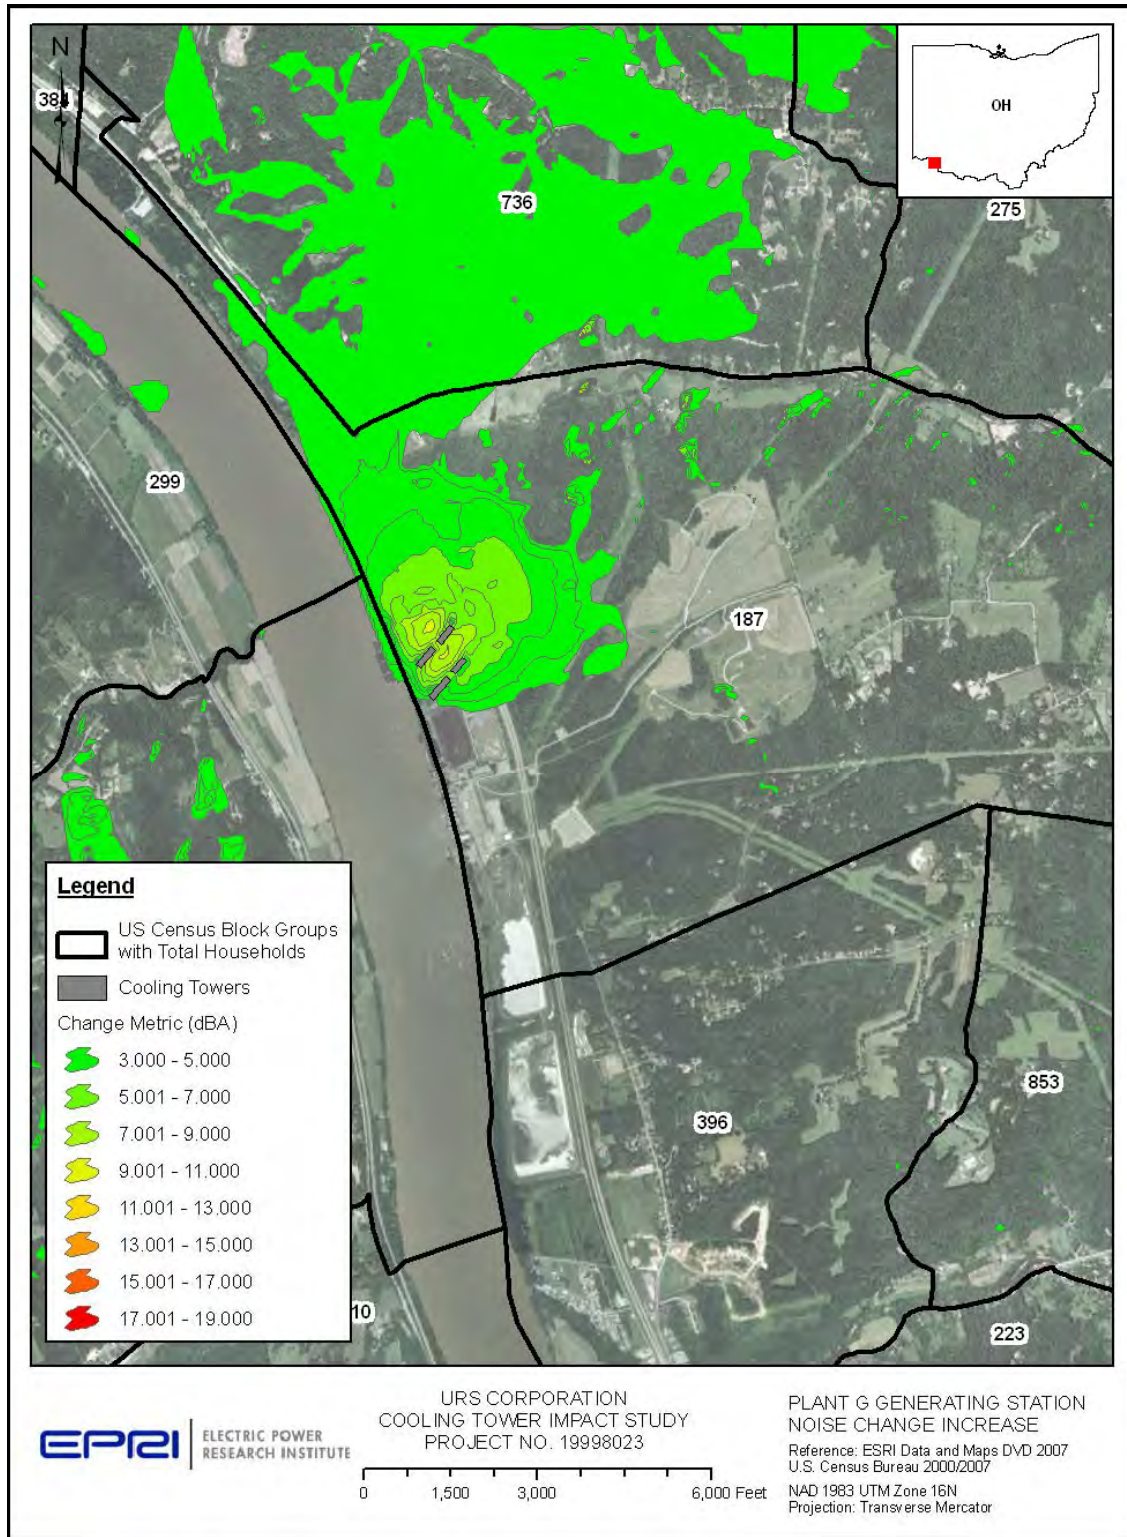 N
384
OH
736
275
299
187
Legend
US Census Block Groups
with Total Households
Cooling Towers
Change Metric (dBA)
3.000 - 5.000
5.001 - 7.000
7.001 - 9.000
9.001 - 11.000
11.001 - 13.000
13.001 - 15.000
15.001 - 17.000
17.001 - 19.000
853
396
10
223
EPRI
ELECTRIC POWER
RESEARCH INSTITUTE
URS CORPORATION
COOLING TOWER IMPACT STUDY
PROJECT NO. 19998023
0 1,500 3,000 6,000 Feet
PLANT G GENERATING STATION
NOISE CHANGE INCREASE
Reference: ESRI Data and Maps DVD 2007
U.S. Census Bureau 2000/2007
NAD 1983 UTM Zone 16N
Projection: Transverse Mercator